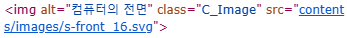 <img alt="컴퓨터의 전면" class="C_Image" src="content
s/images/s-front_16.svg">